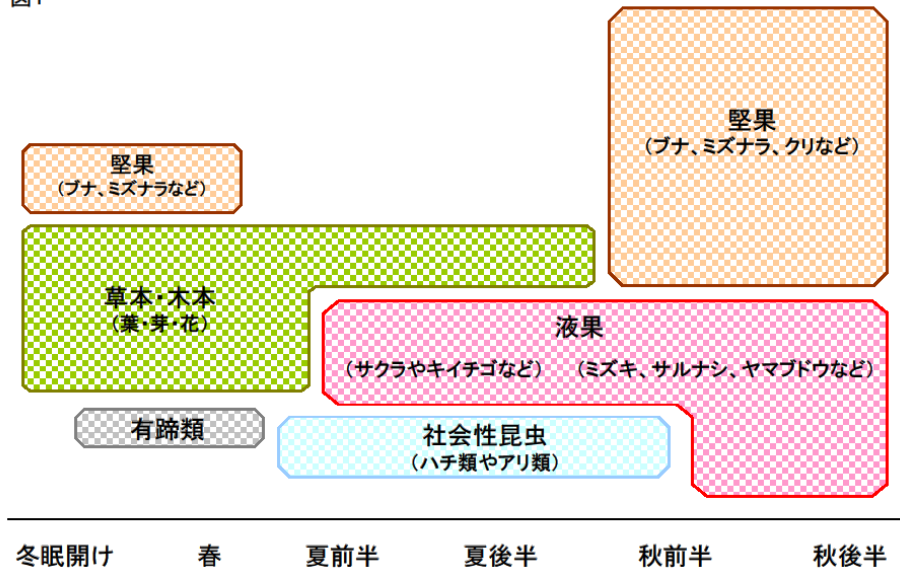 堅果
(ブナ、ミズナラ、クリなど)
堅果
(ブナ、ミズナラなど)
草本・木本
(葉・芽・花)
液果
(サクラやキイチゴなど) (ミズキ、サルナシ、ヤマブドウなど)
有蹄類
社会性昆虫
(ハチ類やアリ類)
冬眠開け 春 夏前半 夏後半 秋前半 秋後半